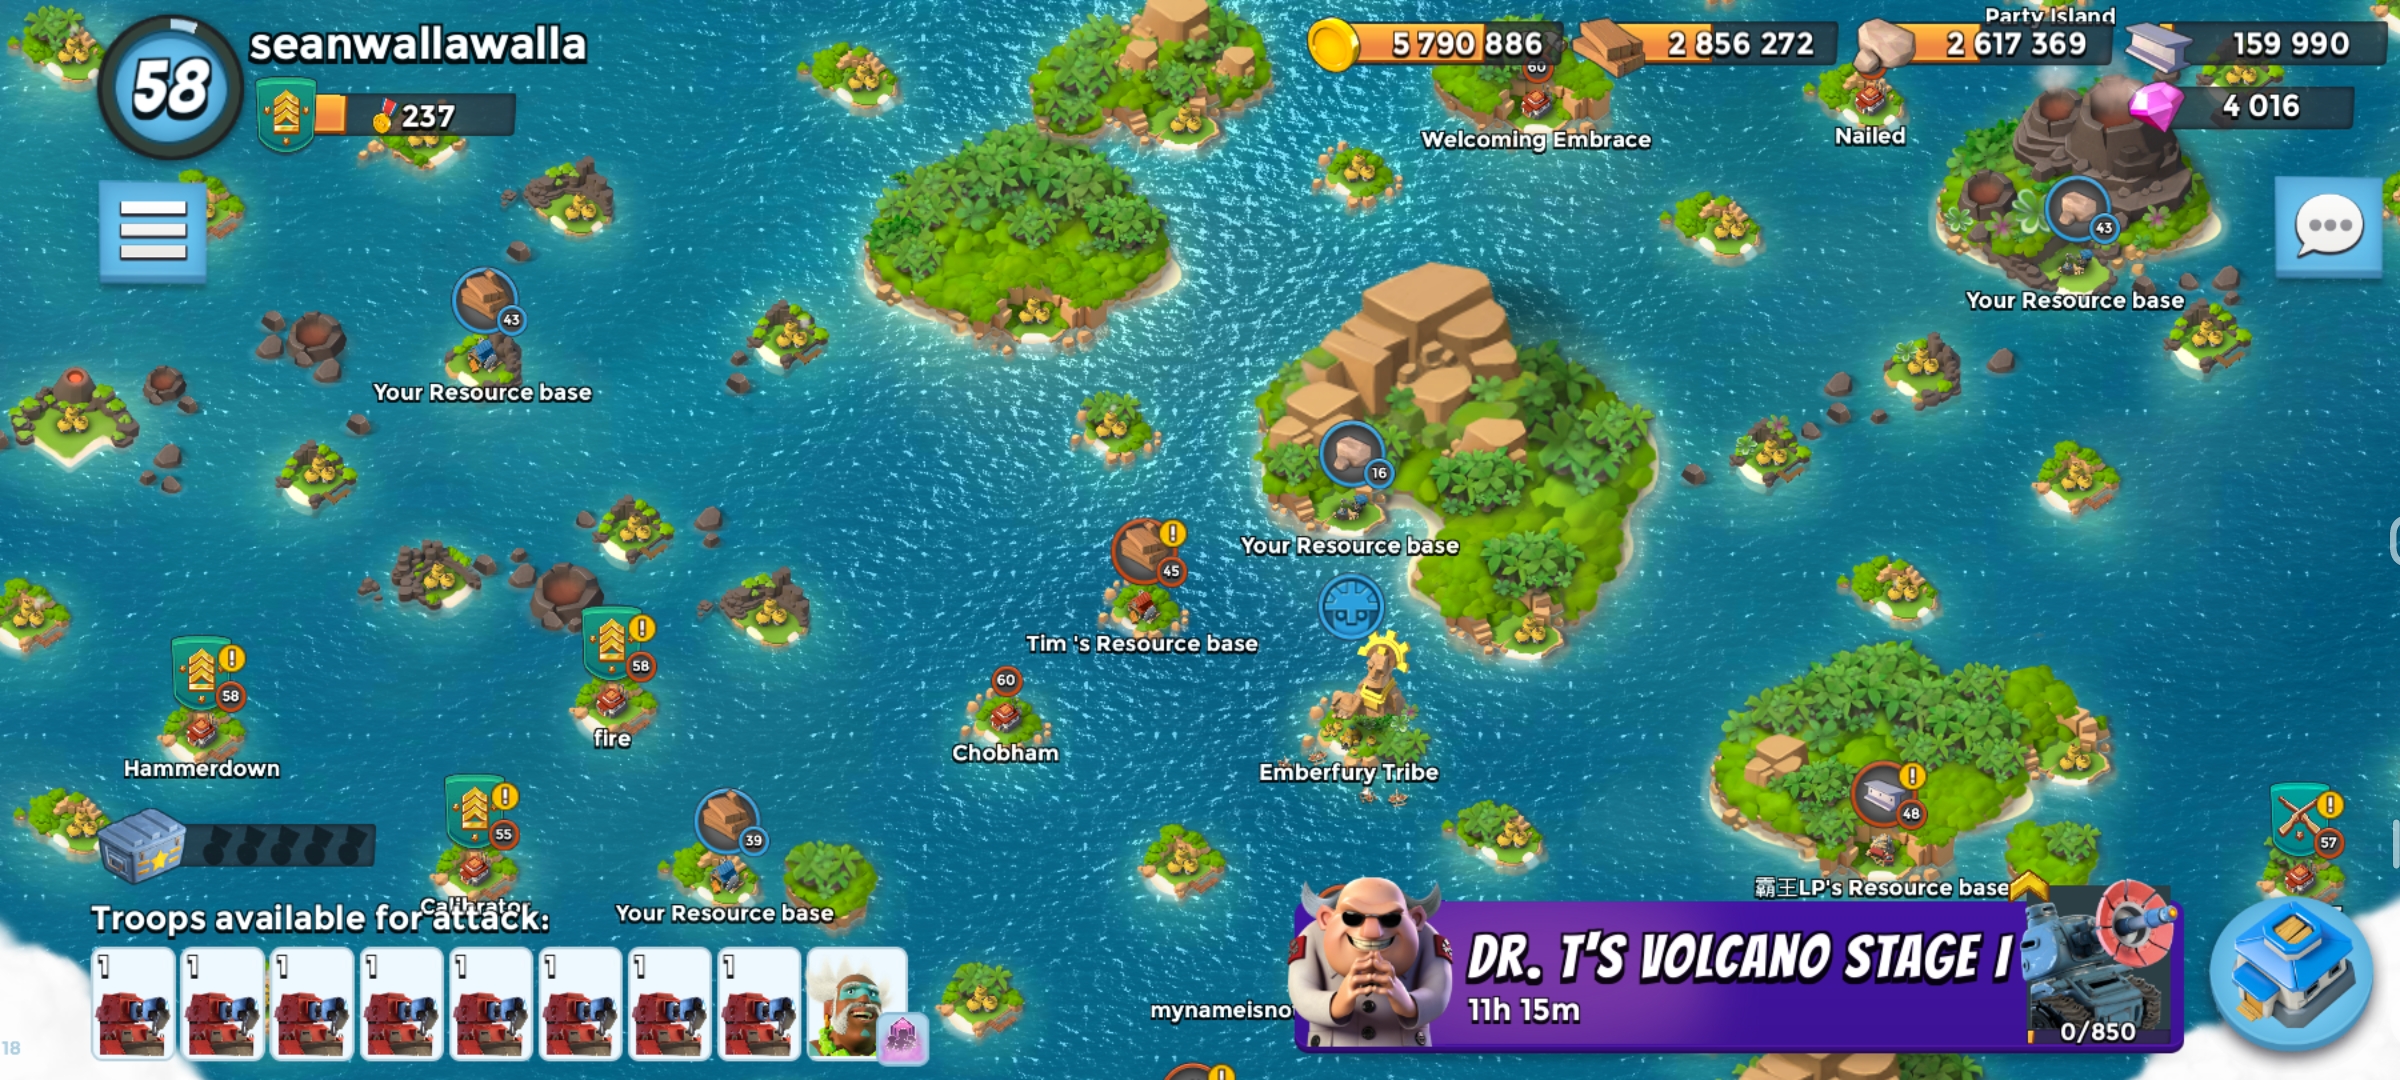 58
seanwallawalla
237
5 790 886
2 856 272
Party Island
2 617 369
159 990
4 016
60
Welcoming Embrace
Nailed
43
Your Resource base
43
Your Resource base
16
Your Resource base
45
Tim 's Resource base
58
Hammerdown
58
fire
60
Chobham
Emberfury Tribe
55
Calibrator
39
Your Resource base
48
霸王LP's Resource base
57
Troops available for attack:
1
1
1
1
1
1
1
1
mynameisno
DR. T'S VOLCANO STAGE I
11h 15m
0/850
18